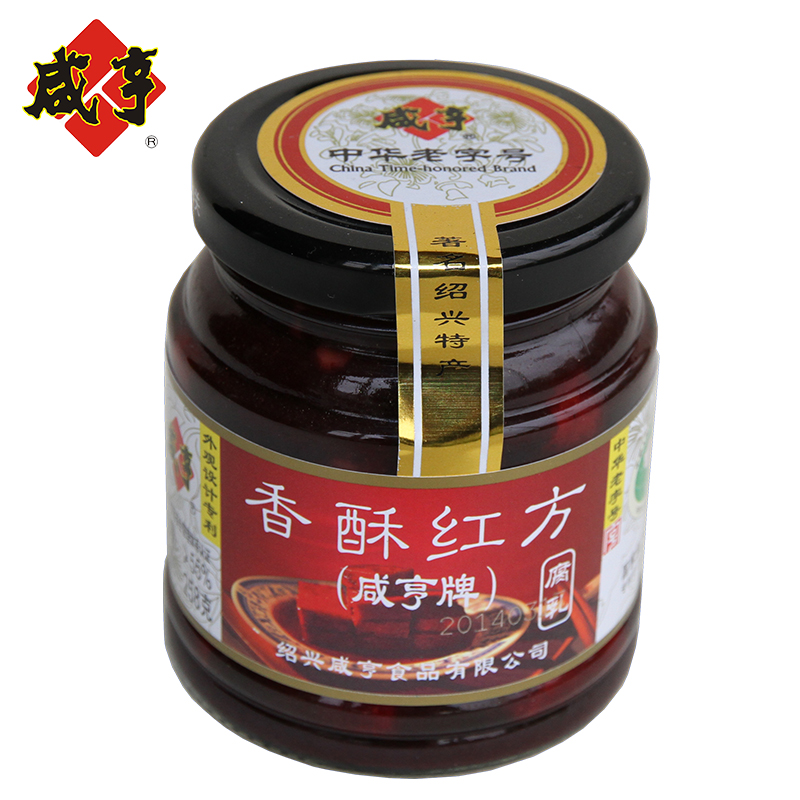 咸亨
®
咸亨
®
中华老字号
China Time-honored Brand
著名绍兴特产
外观设计专利
中华老字号
香酥红方
(咸亨牌)
腐乳
201403
绍兴咸亨食品有限公司